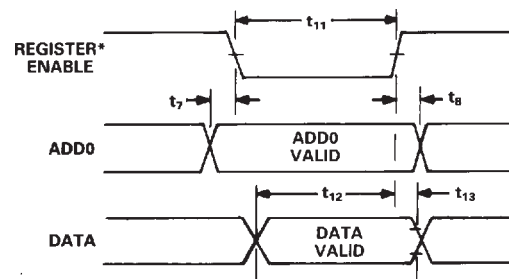 t11
REGISTER*
ENABLE
t7
t8
ADD0
ADD0
VALID
t12
t13
DATA
DATA
VALID